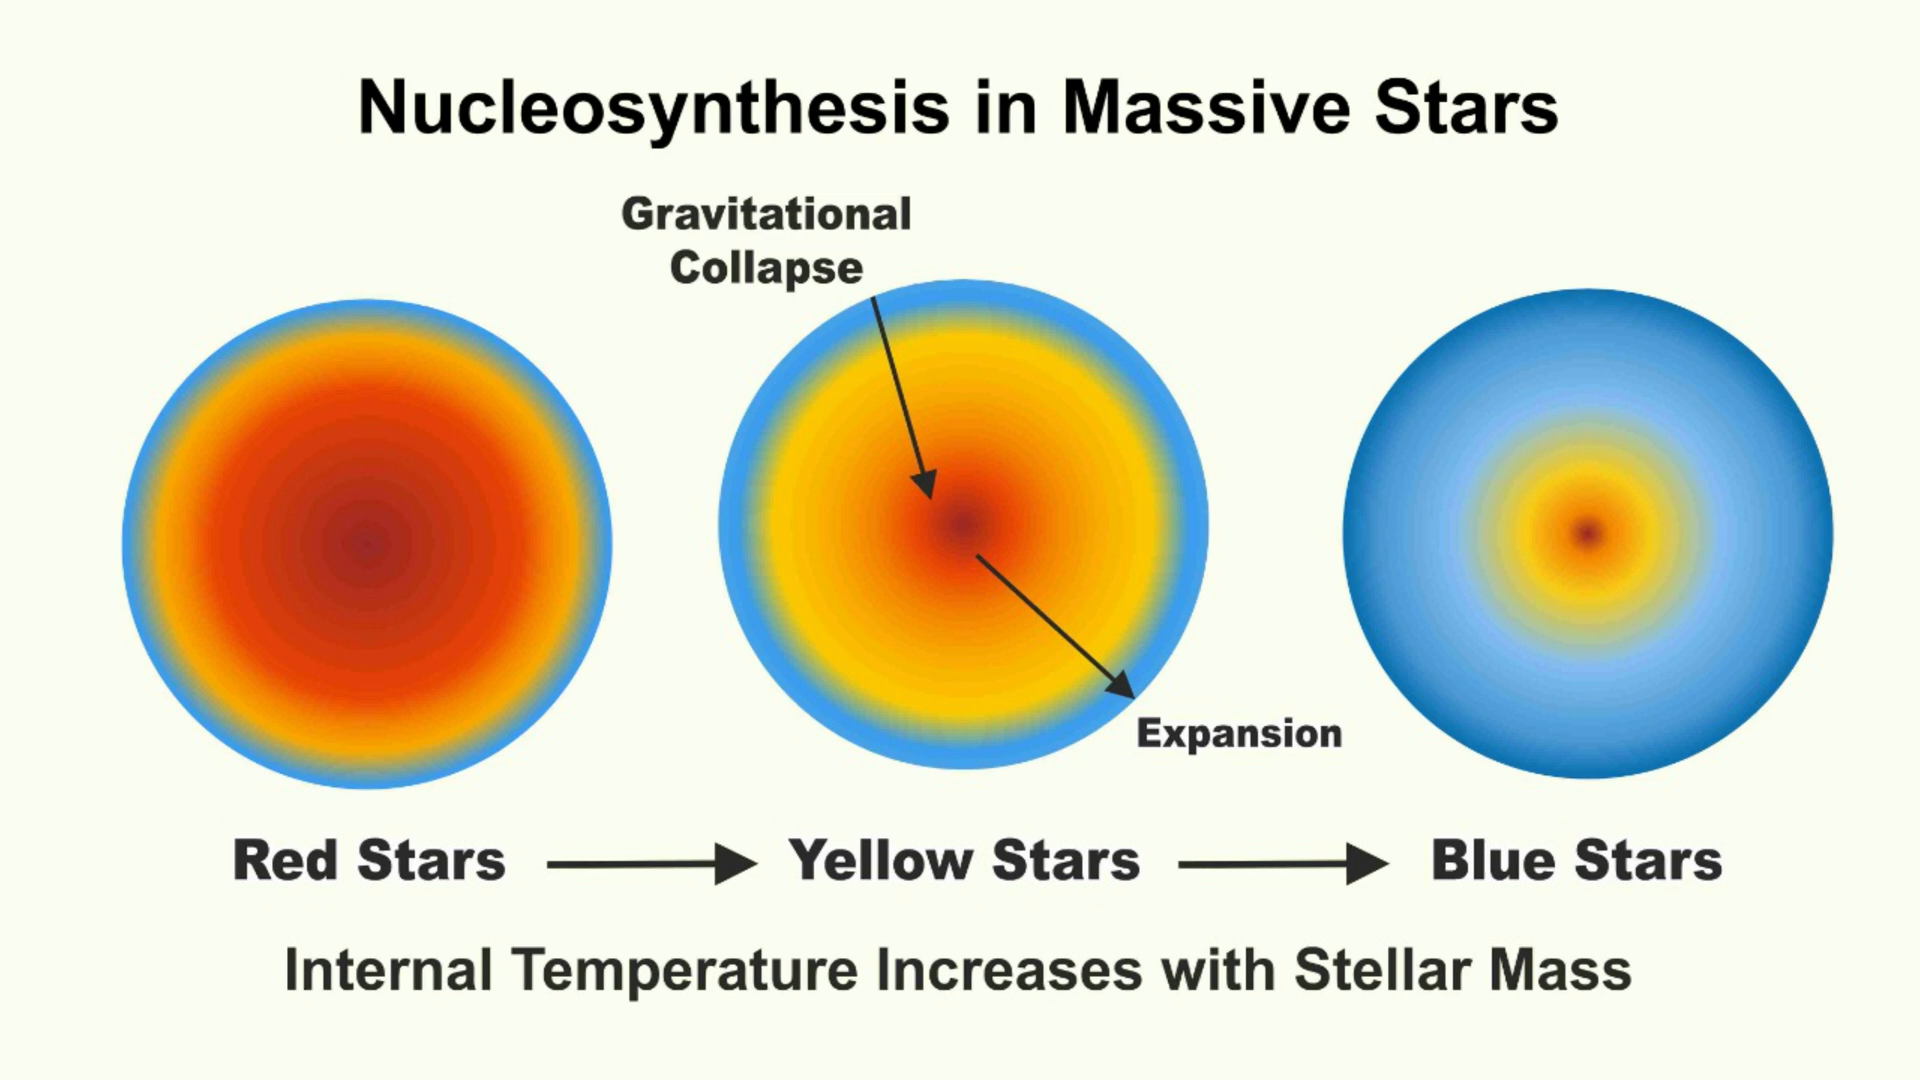 Nucleosynthesis in Massive Stars
Gravitational
Collapse
Expansion
Red Stars
Yellow Stars
Blue Stars
Internal Temperature Increases with Stellar Mass